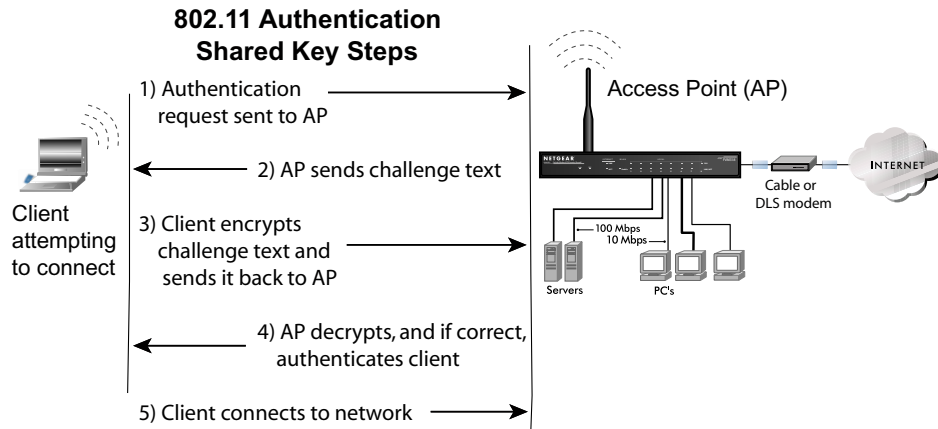 802.11 Authentication
Shared Key Steps
1) Authentication
request sent to AP
Access Point (AP)
NETGEAR
INTERNET
2) AP sends challenge text
Cable or
DLS modem
Client
attempting
to connect
3) Client encrypts
challenge text and
sends it back to AP
100 Mbps
10 Mbps
Servers
PC's
4) AP decrypts, and if correct,
authenticates client
5) Client connects to network